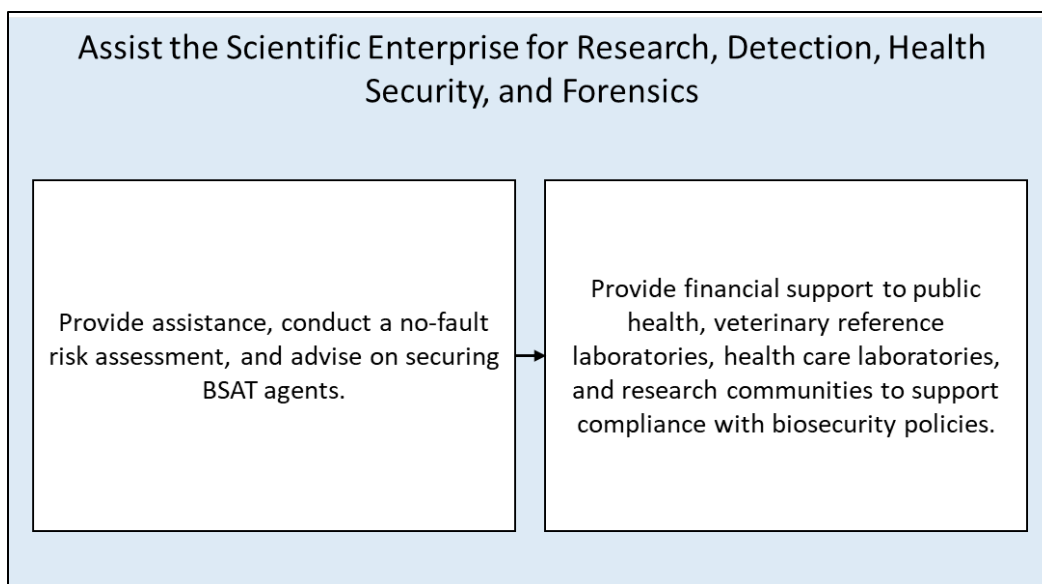 Assist the Scientific Enterprise for Research, Detection, Health
Security, and Forensics
Provide assistance, conduct a no-fault
risk assessment, and advise on securing
BSAT agents.
Provide financial support to public
health, veterinary reference
laboratories, health care laboratories,
and research communities to support
compliance with biosecurity policies.